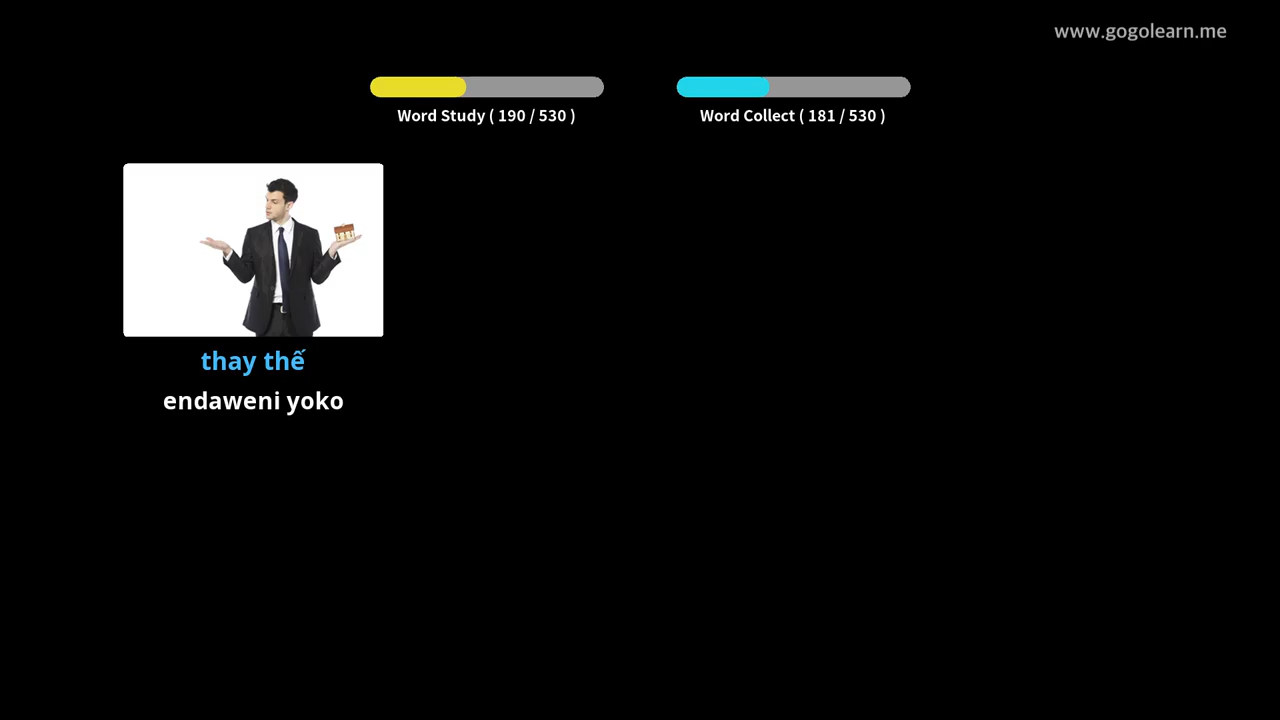 www.gogolearn.me
Word Study ( 190 / 530 )
Word Collect ( 181 / 530 )
thay thế
endaweni yoko